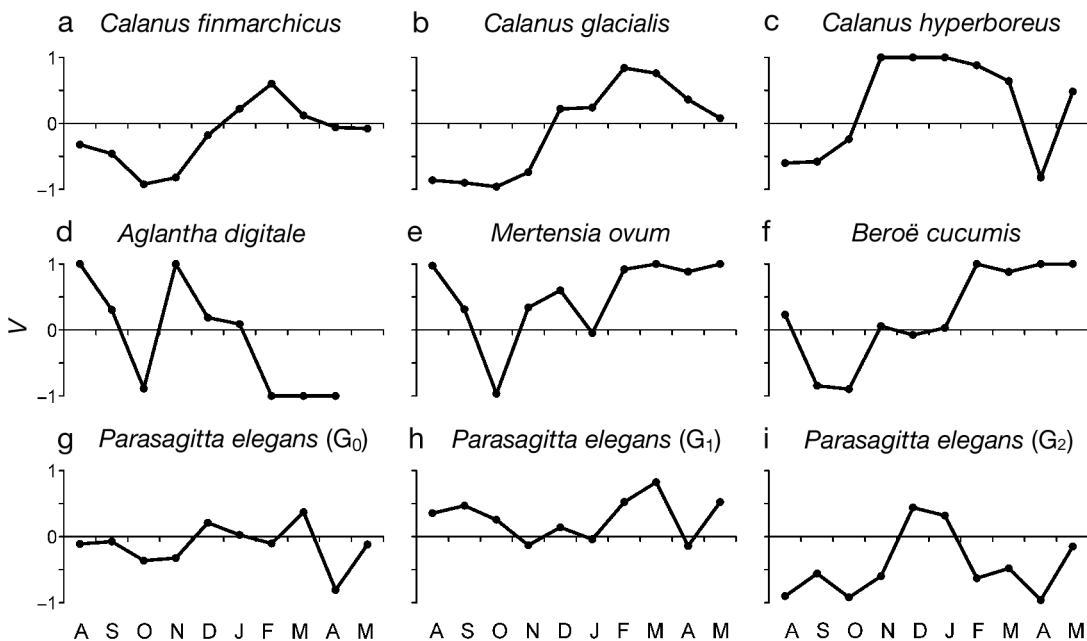 a Calanus finmarchicus b Calanus glacialis c Calanus hyperboreus
1
0
−1
d Aglantha digitale e Mertensia ovum f Beroë cucumis
1
V 0
−1
g Parasagitta elegans (G₀) h Parasagitta elegans (G₁) i Parasagitta elegans (G₂)
1
0
−1
A S O N D J F M A M A S O N D J F M A M A S O N D J F M A M